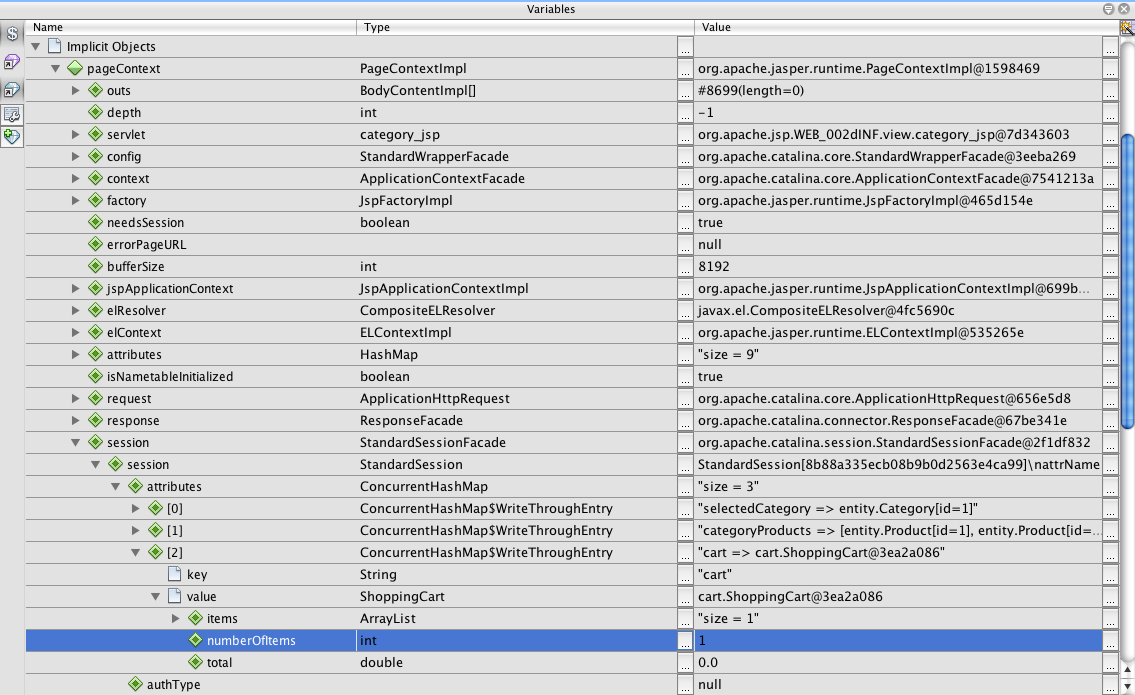 Variables
Name Type Value
Implicit Objects ... ...
pageContext PageContextImpl ... org.apache.jasper.runtime.PageContextImpl@1598469 ...
outs BodyContentImpl[] ... #8699(length=0) ...
depth int ... -1 ...
servlet category_jsp ... org.apache.jsp.WEB_002dINF.view.category_jsp@7d343603 ...
config StandardWrapperFacade ... org.apache.catalina.core.StandardWrapperFacade@3eeba269 ...
context ApplicationContextFacade ... org.apache.catalina.core.ApplicationContextFacade@7541213a ...
factory JspFactoryImpl ... org.apache.jasper.runtime.JspFactoryImpl@465d154e ...
needsSession boolean ... true ...
errorPageURL ... null ...
bufferSize int ... 8192 ...
jspApplicationContext JspApplicationContextImpl ... org.apache.jasper.runtime.JspApplicationContextImpl@699b... ...
elResolver CompositeELResolver ... javax.el.CompositeELResolver@4fc5690c ...
elContext ELContextImpl ... org.apache.jasper.runtime.ELContextImpl@535265e ...
attributes HashMap ... "size = 9" ...
isNametableInitialized boolean ... true ...
request ApplicationHttpRequest ... org.apache.catalina.core.ApplicationHttpRequest@656e5d8 ...
response ResponseFacade ... org.apache.catalina.connector.ResponseFacade@67be341e ...
session StandardSessionFacade ... org.apache.catalina.session.StandardSessionFacade@2f1df832 ...
session StandardSession ... StandardSession[8b88a335ecb08b9b0d2563e4ca99]\nattrName ...
attributes ConcurrentHashMap ... "size = 3" ...
[0] ConcurrentHashMap$WriteThroughEntry ... "selectedCategory => entity.Category[id=1]" ...
[1] ConcurrentHashMap$WriteThroughEntry ... "categoryProducts => [entity.Product[id=1], entity.Product[id=... ...
[2] ConcurrentHashMap$WriteThroughEntry ... "cart => cart.ShoppingCart@3ea2a086" ...
key String ... "cart" ...
value ShoppingCart ... cart.ShoppingCart@3ea2a086 ...
items ArrayList ... "size = 1" ...
numberOfItems int ... 1 ...
total double ... 0.0 ...
authType ... null ...